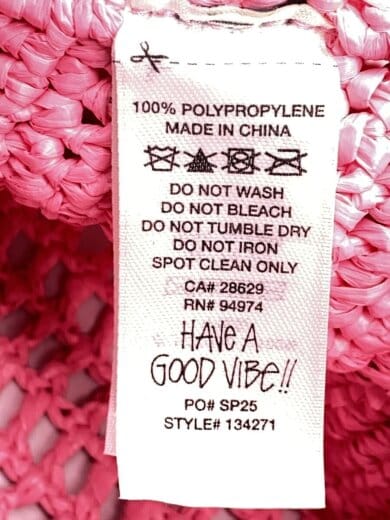 100% POLYPROPYLENE
MADE IN CHINA
DO NOT WASH
DO NOT BLEACH
DO NOT TUMBLE DRY
DO NOT IRON
SPOT CLEAN ONLY
CA# 28629
RN# 94974
HAVE A
GOOD VIBE!!
PO# SP25
STYLE# 134271